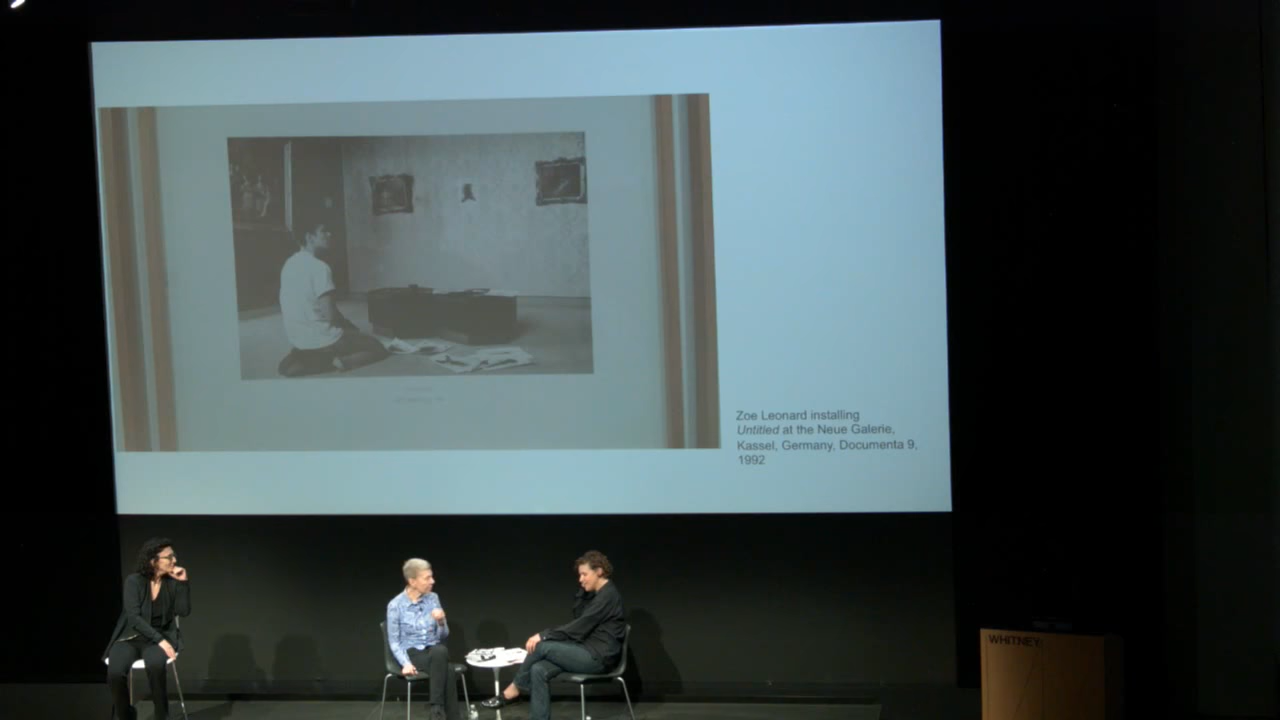 Zoe Leonard installing
Untitled at the Neue Galerie,
Kassel, Germany, Documenta 9,
1992
WHITNEY